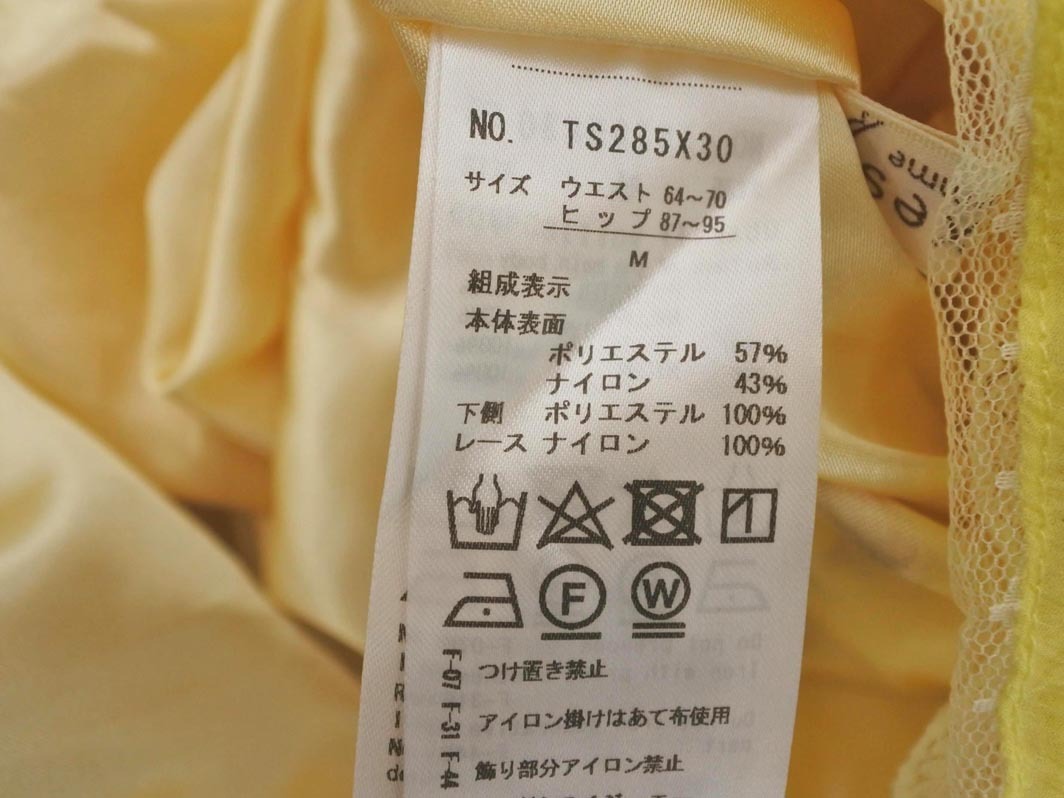 NO. TS285X30
サイズ ウエスト 64～70
ヒップ 87～95
M
組成表示
本体表面
ポリエステル 57%
ナイロン 43%
下側 ポリエステル 100%
レース ナイロン 100%
F
W
F-07 つけ置き禁止
F-31 アイロン掛けはあて布使用
F-44 飾り部分アイロン禁止